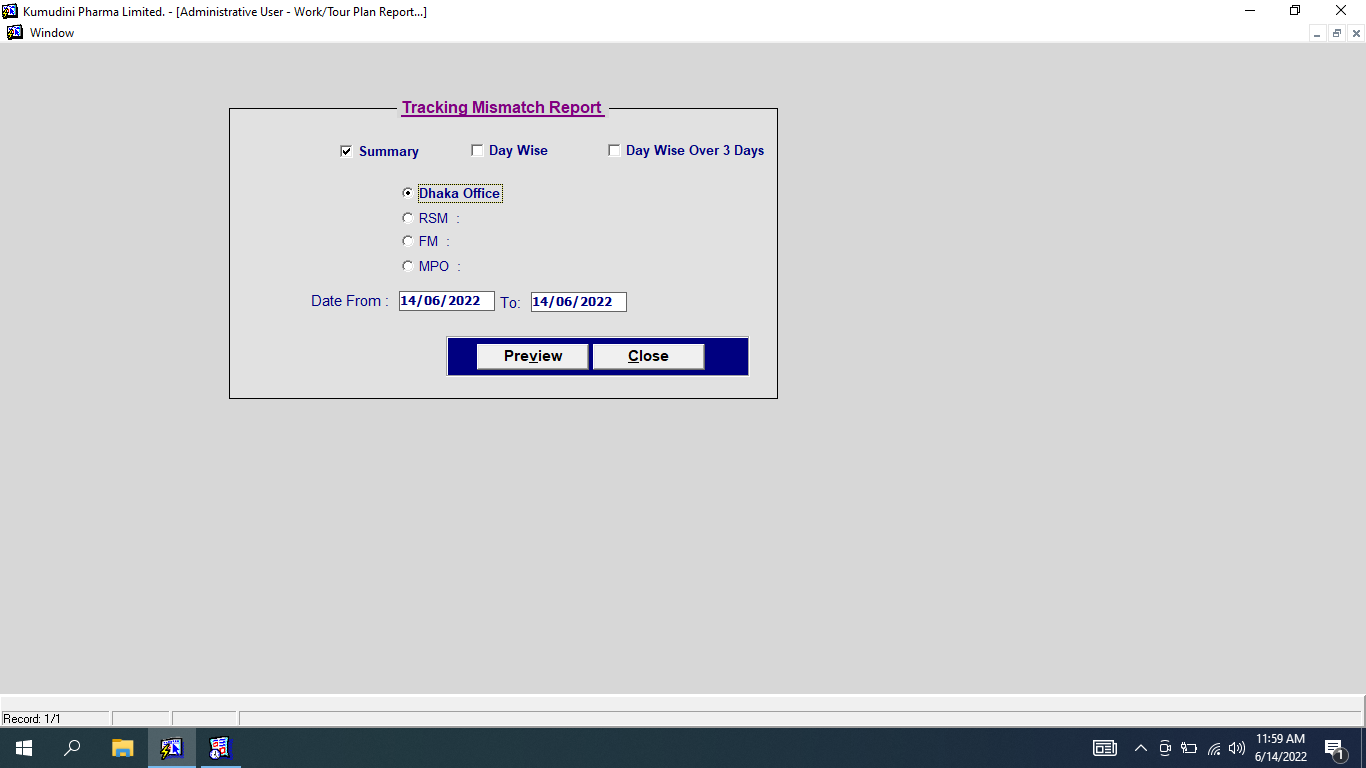 Kumudini Pharma Limited. - [Administrative User - Work/Tour Plan Report...]
Window
Tracking Mismatch Report
Summary Day Wise Day Wise Over 3 Days
Dhaka Office
RSM :
FM :
MPO :
Date From : 14/06/2022 To: 14/06/2022
Preview Close
Record: 1/1
11:59 AM
6/14/2022
1